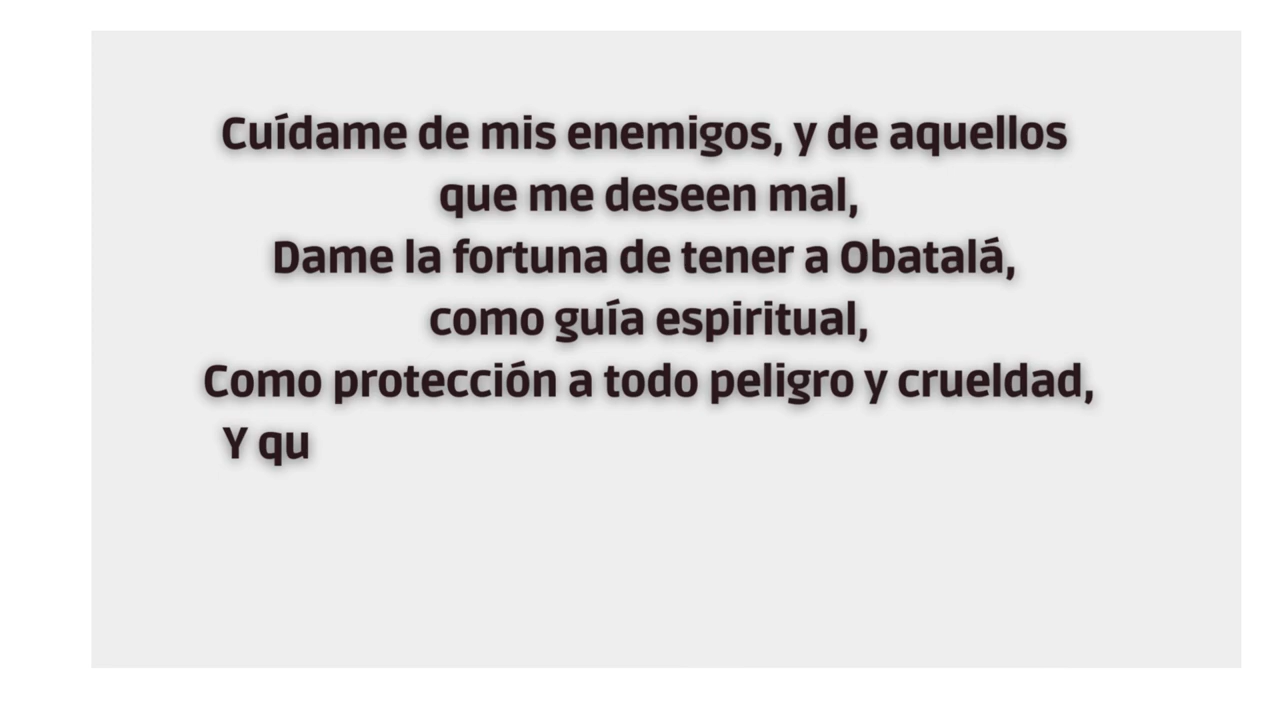 Cuídame de mis enemigos, y de aquellos
que me deseen mal,
Dame la fortuna de tener a Obatalá,
como guía espiritual,
Como protección a todo peligro y crueldad,
Y qu